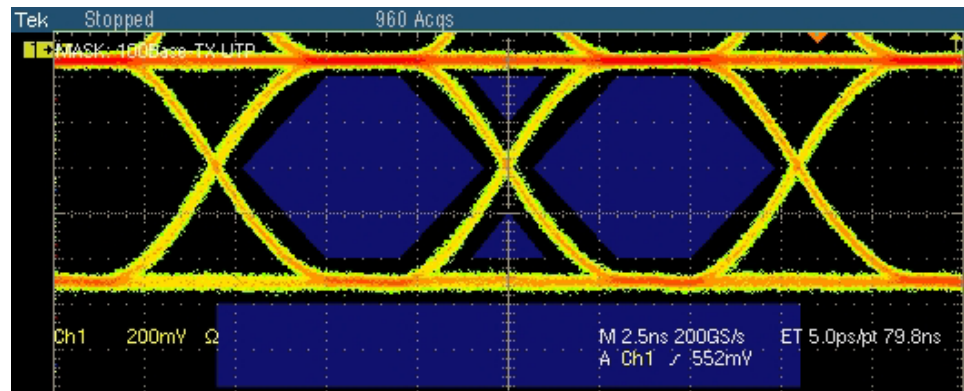 Tek Stopped 960 Acqs
1 MASK: 100Base-TX UTP
Ch1 200mV Ω M 2.5ns 200GS/s ET 5.0ps/pt 79.8ns
A Ch1 / 552mV